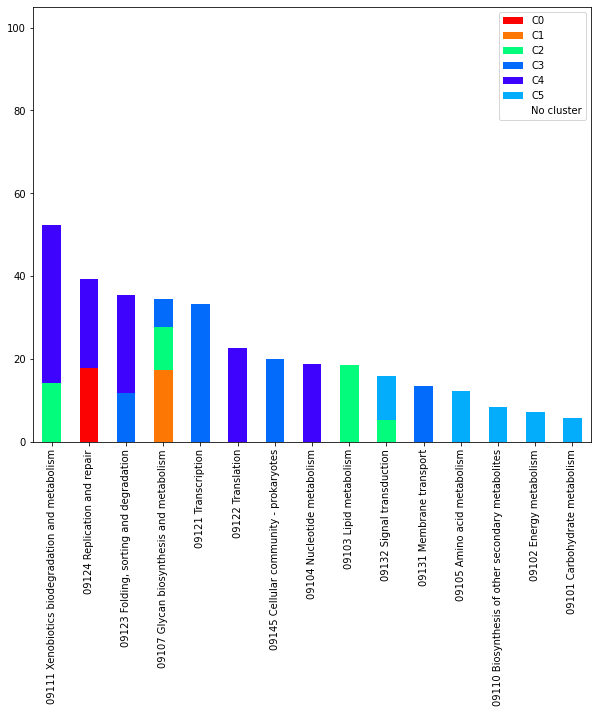 100
80
60
40
20
0
C0
C1
C2
C3
C4
C5
No cluster
09111 Xenobiotics biodegradation and metabolism
09124 Replication and repair
09123 Folding, sorting and degradation
09107 Glycan biosynthesis and metabolism
09121 Transcription
09122 Translation
09145 Cellular community - prokaryotes
09104 Nucleotide metabolism
09103 Lipid metabolism
09132 Signal transduction
09131 Membrane transport
09105 Amino acid metabolism
09110 Biosynthesis of other secondary metabolites
09102 Energy metabolism
09101 Carbohydrate metabolism